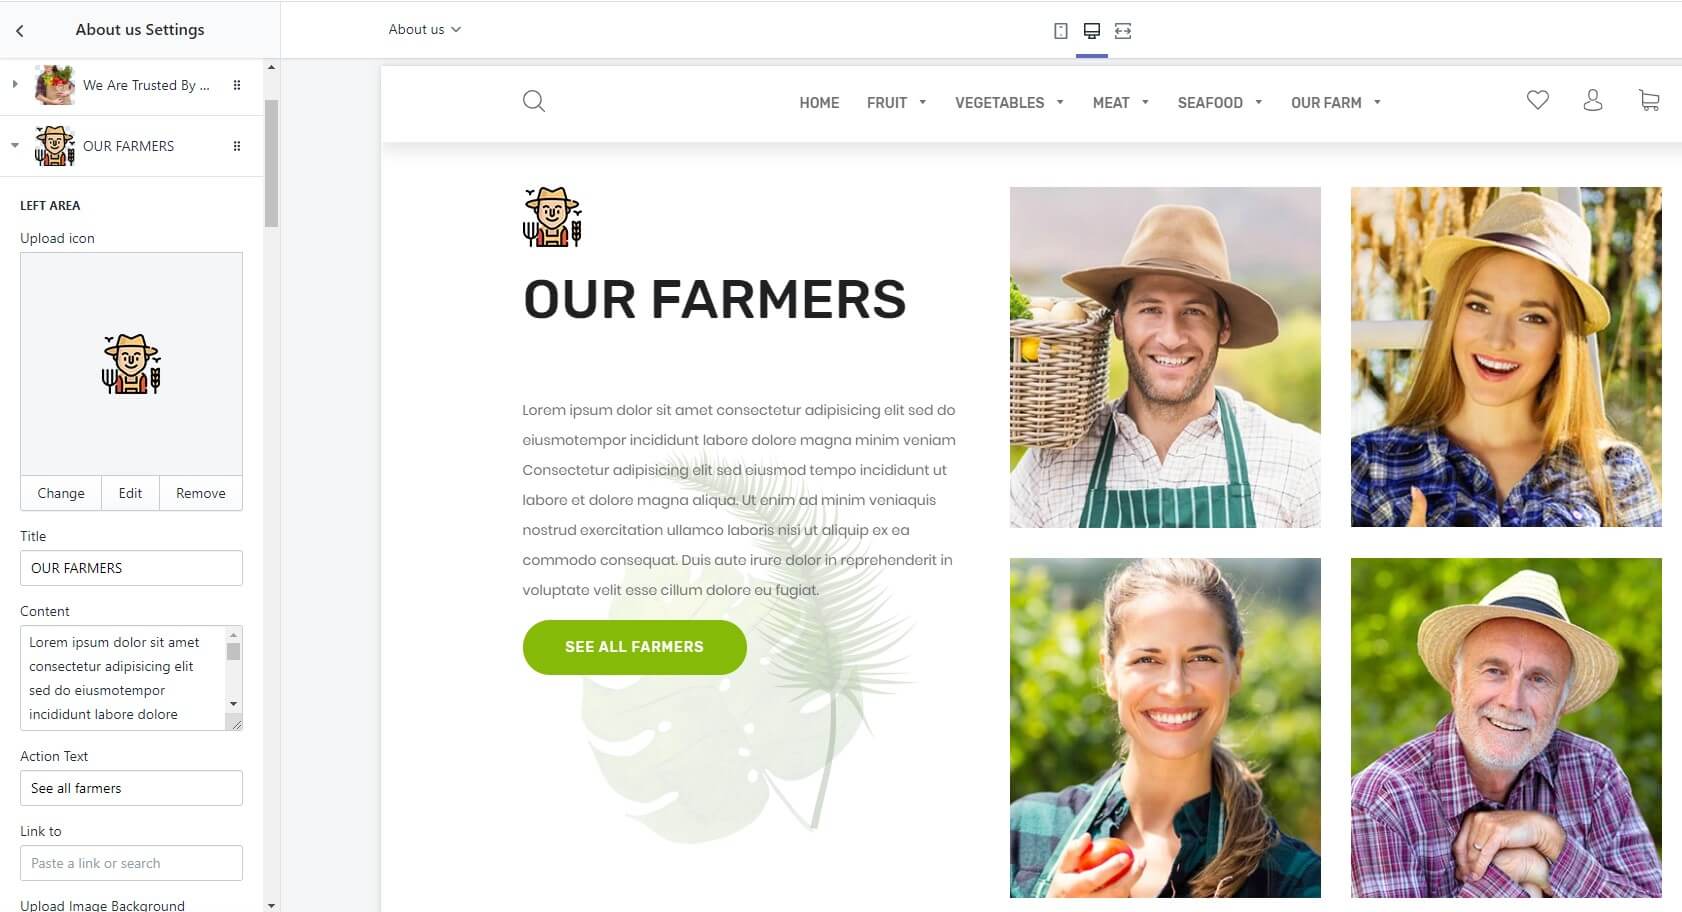 About us Settings
We Are Trusted By ...
OUR FARMERS
LEFT AREA
Upload icon
Change
Edit
Remove
Title
OUR FARMERS
Content
Lorem ipsum dolor sit amet
consectetur adipisicing elit
sed do eiusmotempor
incididunt labore dolore
Action Text
See all farmers
Link to
Paste a link or search
Upload Image Background
About us
HOME
FRUIT
VEGETABLES
MEAT
SEAFOOD
OUR FARM
OUR FARMERS
Lorem ipsum dolor sit amet consectetur adipisicing elit sed do
eiusmotempor incididunt labore dolore magna minim veniam
Consectetur adipisicing elit sed eiusmod tempo incididunt ut
labore et dolore magna aliqua. Ut enim ad minim veniaquis
nostrud exercitation ullamco laboris nisi ut aliquip ex ea
commodo consequat. Duis aute irure dolor in reprehenderit in
voluptate velit esse cillum dolore eu fugiat.
SEE ALL FARMERS